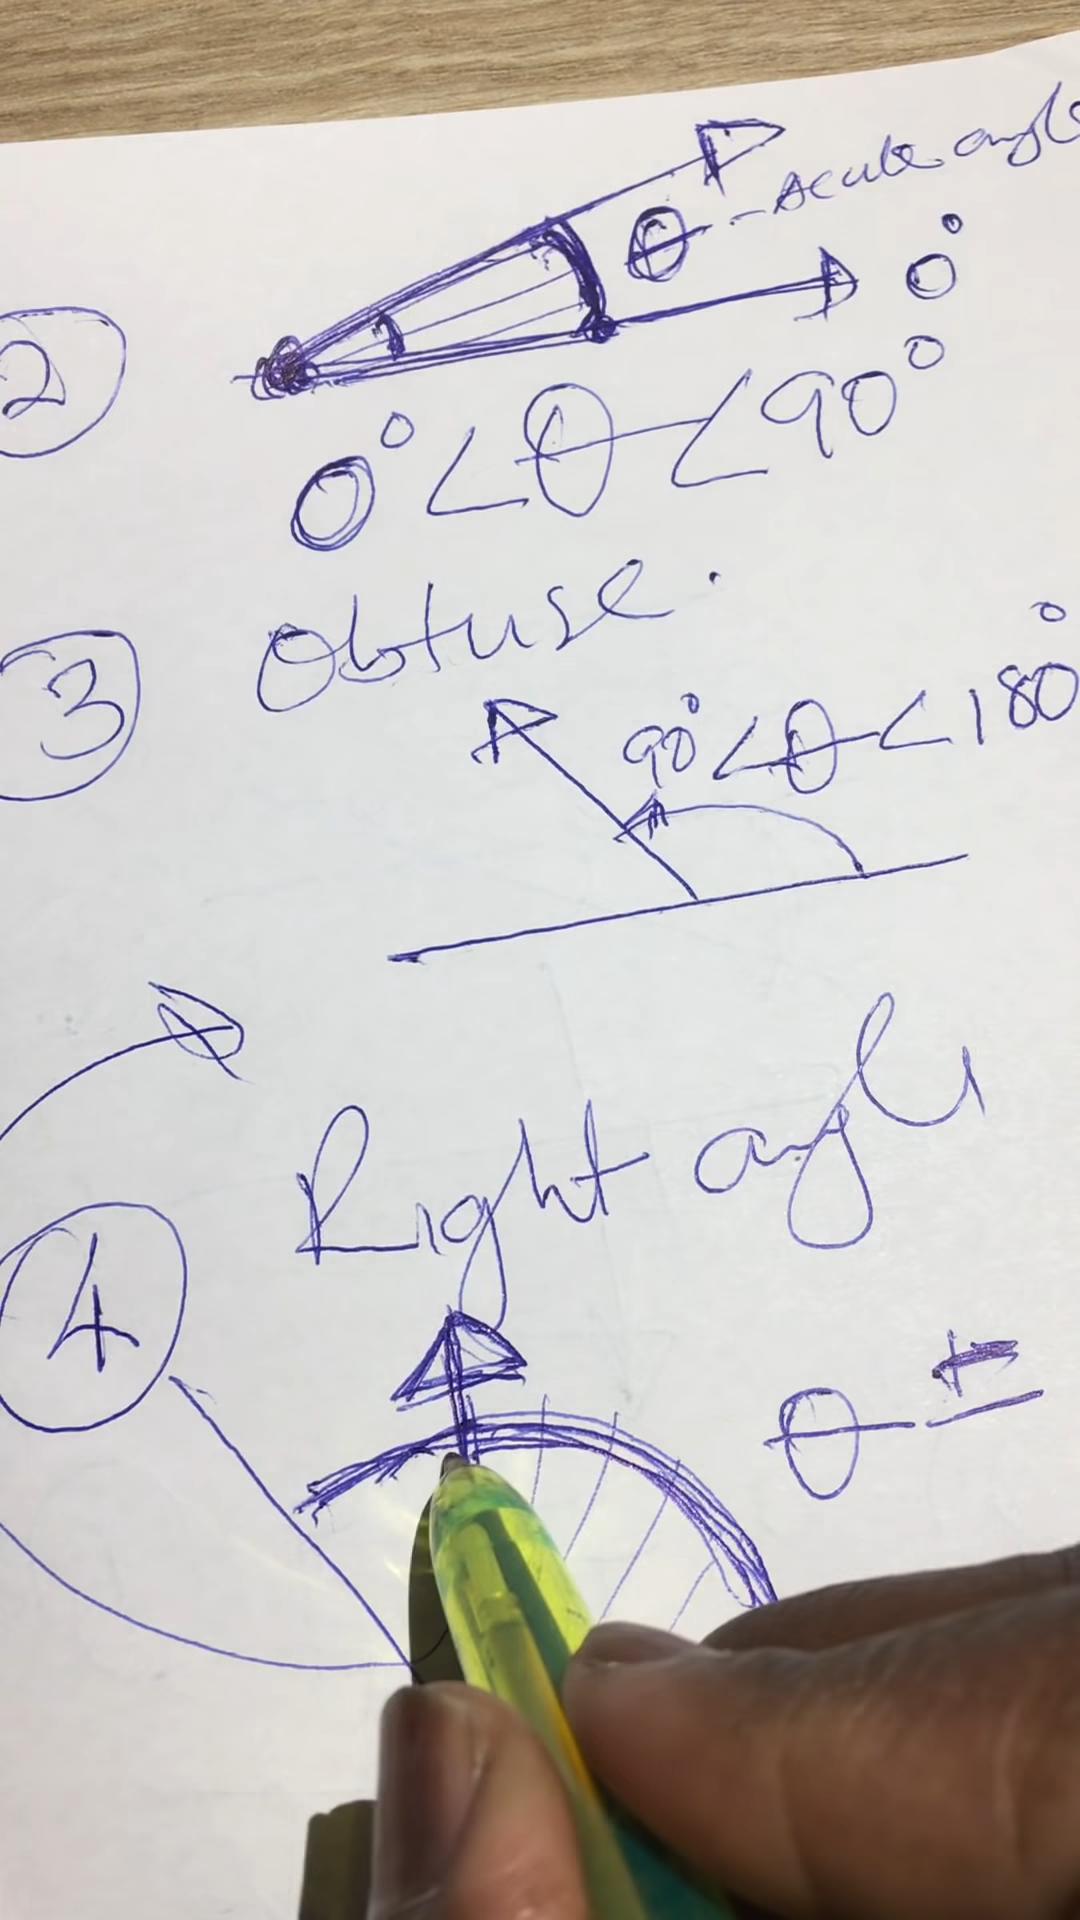 θ - Acute angle
0°
2
0° < θ < 90°
3
Obtuse.
90° < θ < 180°
Right angle
4
θ =